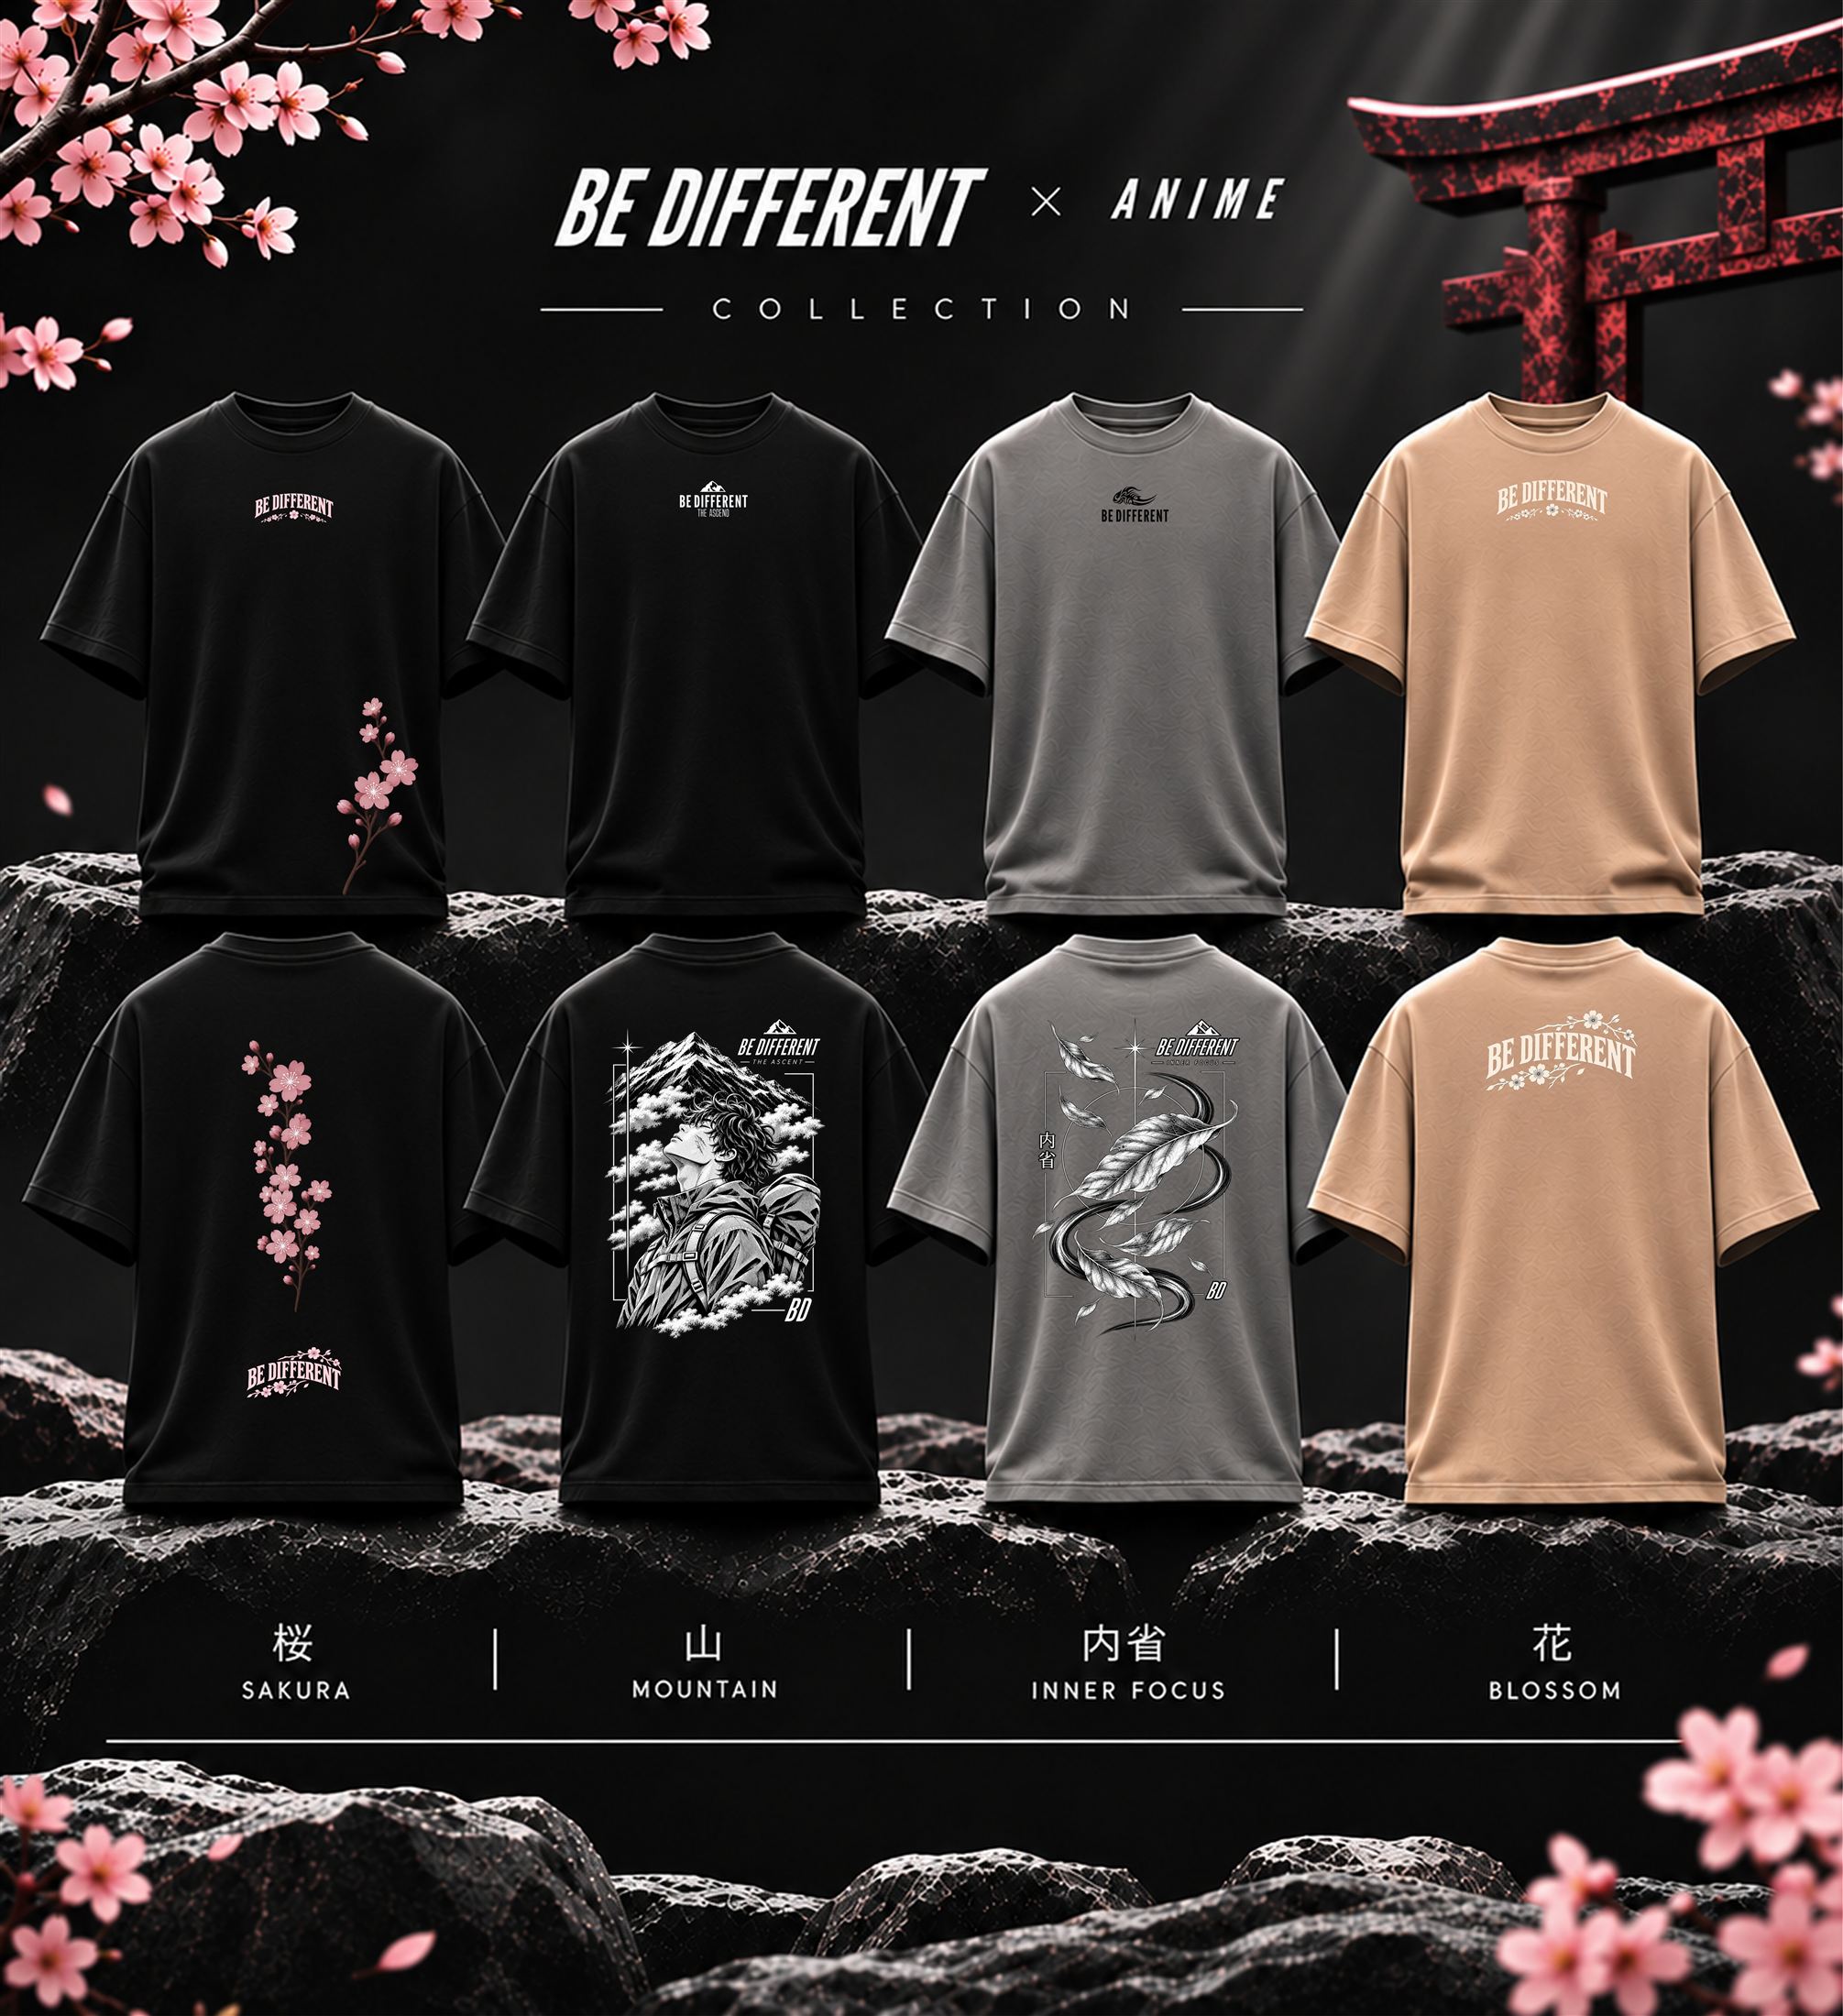 BE DIFFERENT × ANIME
COLLECTION
BE DIFFERENT
BE DIFFERENT
THE ASCEND
BE DIFFERENT
BE DIFFERENT
BE DIFFERENT
BE DIFFERENT
THE ASCENT
BD
BE DIFFERENT
INNER FOCUS
内省
BD
BE DIFFERENT
桜
SAKURA
山
MOUNTAIN
内省
INNER FOCUS
花
BLOSSOM